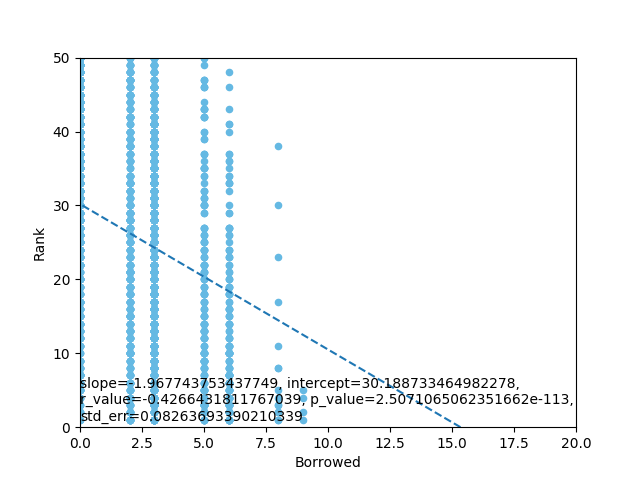 50
40
30
20
10
0
Rank
slope=-1.967743753437749, intercept=30.188733464982278,
r_value=-0.4266431811767039, p_value=2.5071065062351662e-113,
std_err=0.08263693390210339
0.0 2.5 5.0 7.5 10.0 12.5 15.0 17.5 20.0
Borrowed